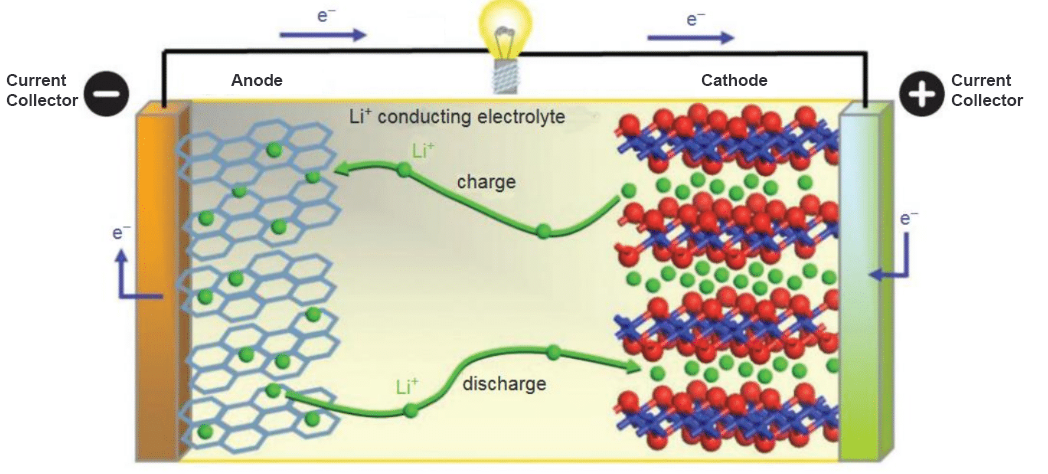 e⁻
e⁻
Current
Collector
−
Anode
Cathode
+
Current
Collector
Li⁺ conducting electrolyte
Li⁺
charge
e⁻
e⁻
Li⁺
discharge